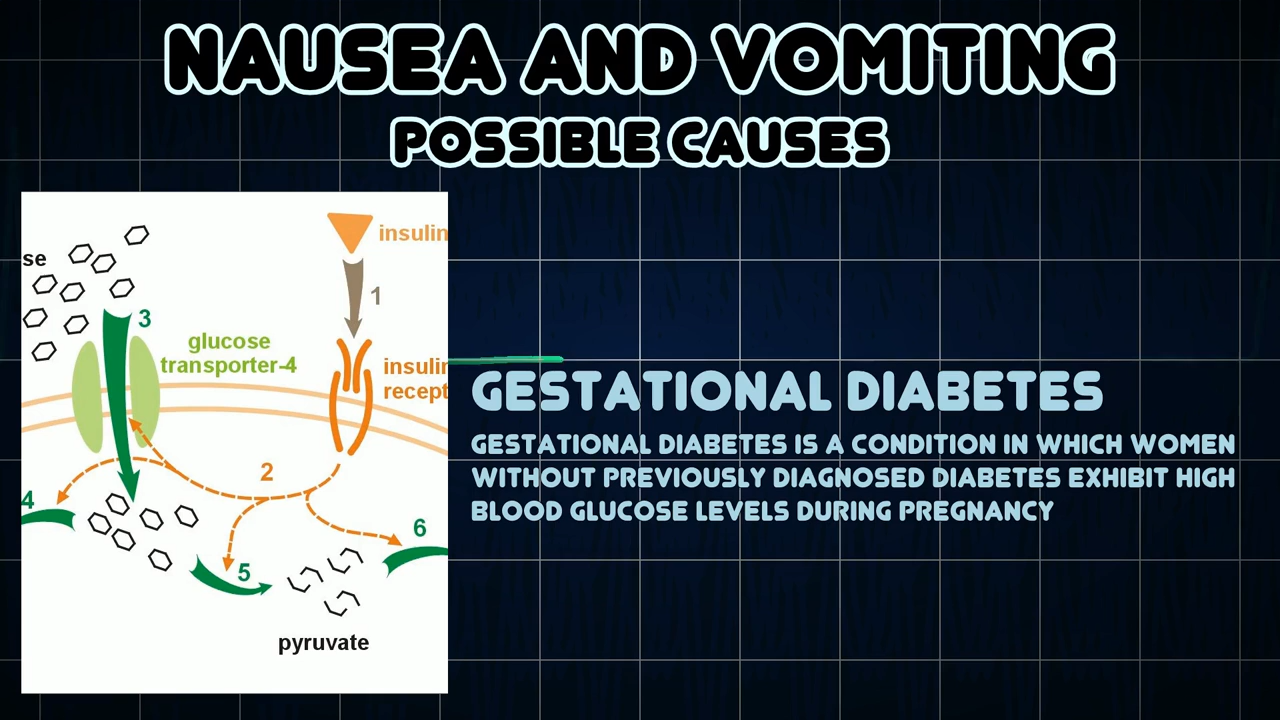 NAUSEA AND VOMITING
POSSIBLE CAUSES
insulin
se
1
3
glucose
transporter-4
insulin
recept
2
4
6
5
pyruvate
GESTATIONAL DIABETES
GESTATIONAL DIABETES IS A CONDITION IN WHICH WOMEN
WITHOUT PREVIOUSLY DIAGNOSED DIABETES EXHIBIT HIGH
BLOOD GLUCOSE LEVELS DURING PREGNANCY